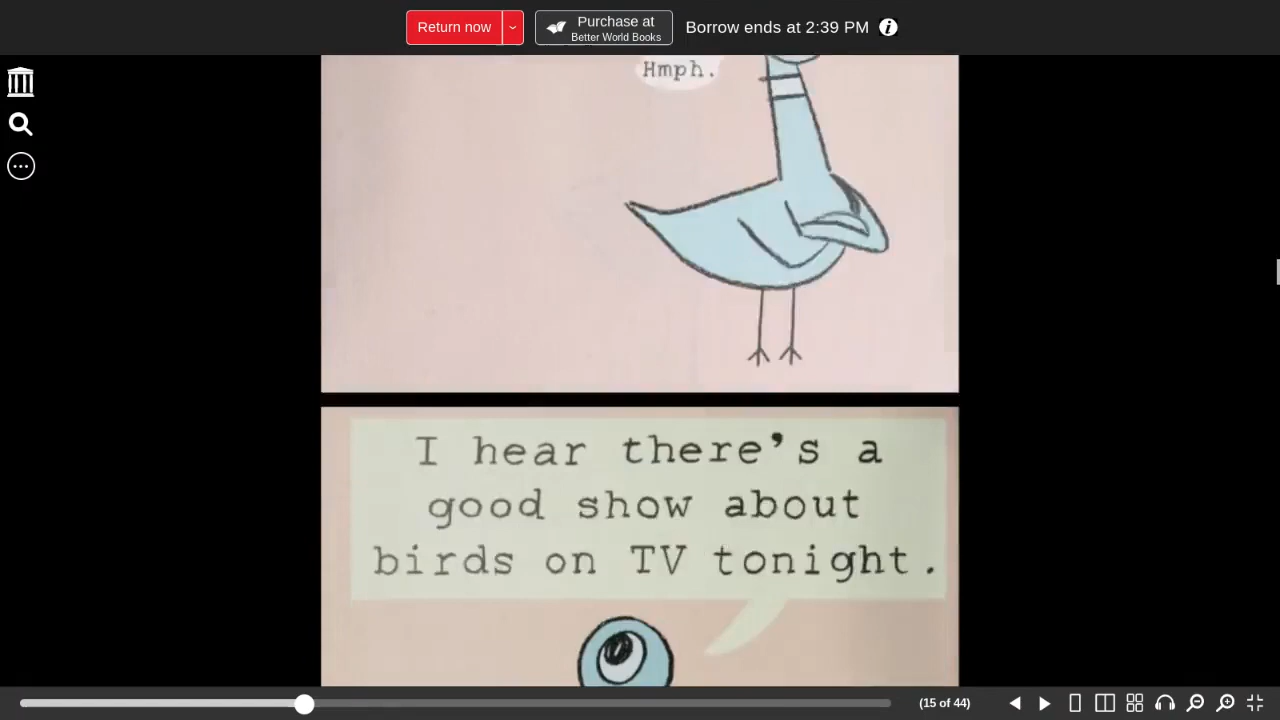 Return now
Purchase at
Better World Books
Borrow ends at 2:39 PM
Hmph.
I hear there's a
good show about
birds on TV tonight.
(15 of 44)